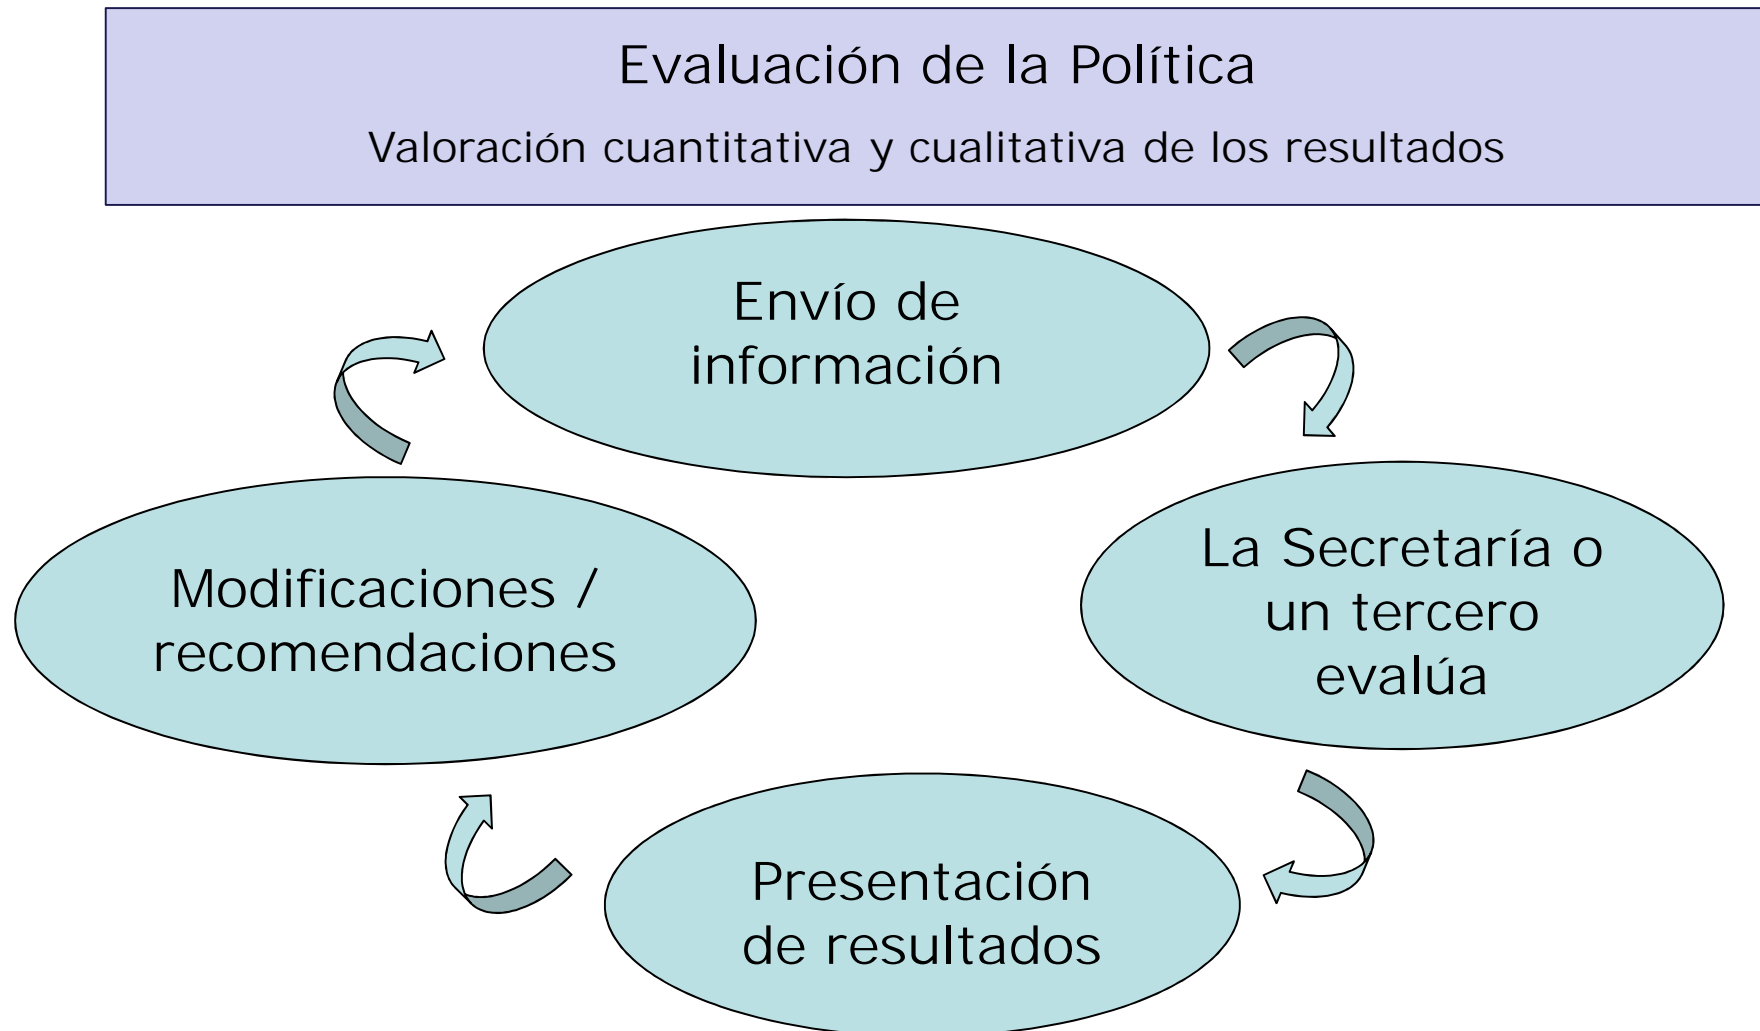 Evaluación de la Política
Valoración cuantitativa y cualitativa de los resultados
Envío de
información
La Secretaría o
un tercero
evalúa
Modificaciones /
recomendaciones
Presentación
de resultados